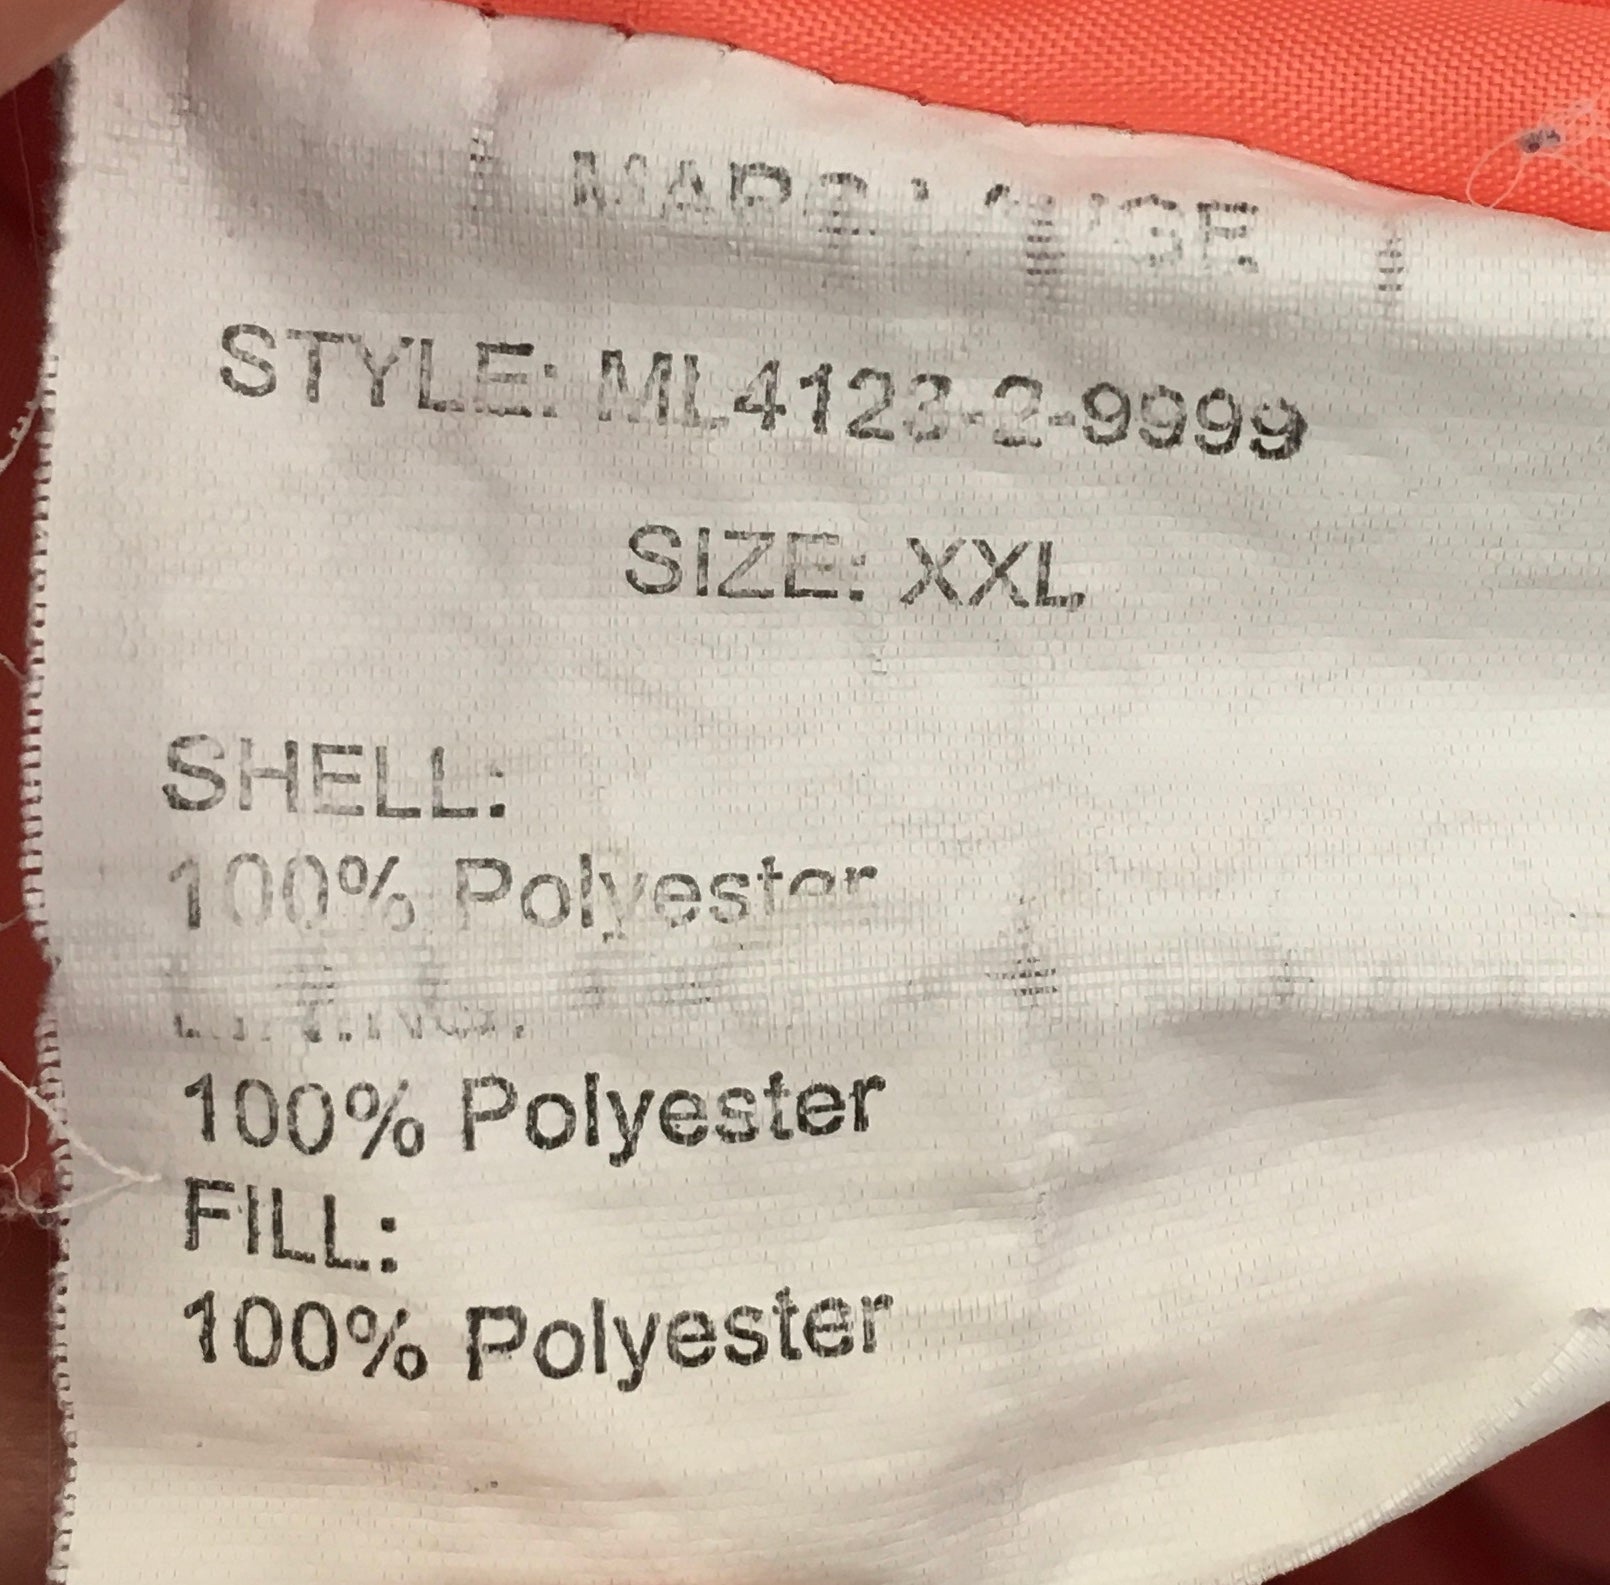 STYLE: ML4123-2-9999
SIZE: XXL
SHELL:
100% Polyester
100% Polyester
FILL:
100% Polyester